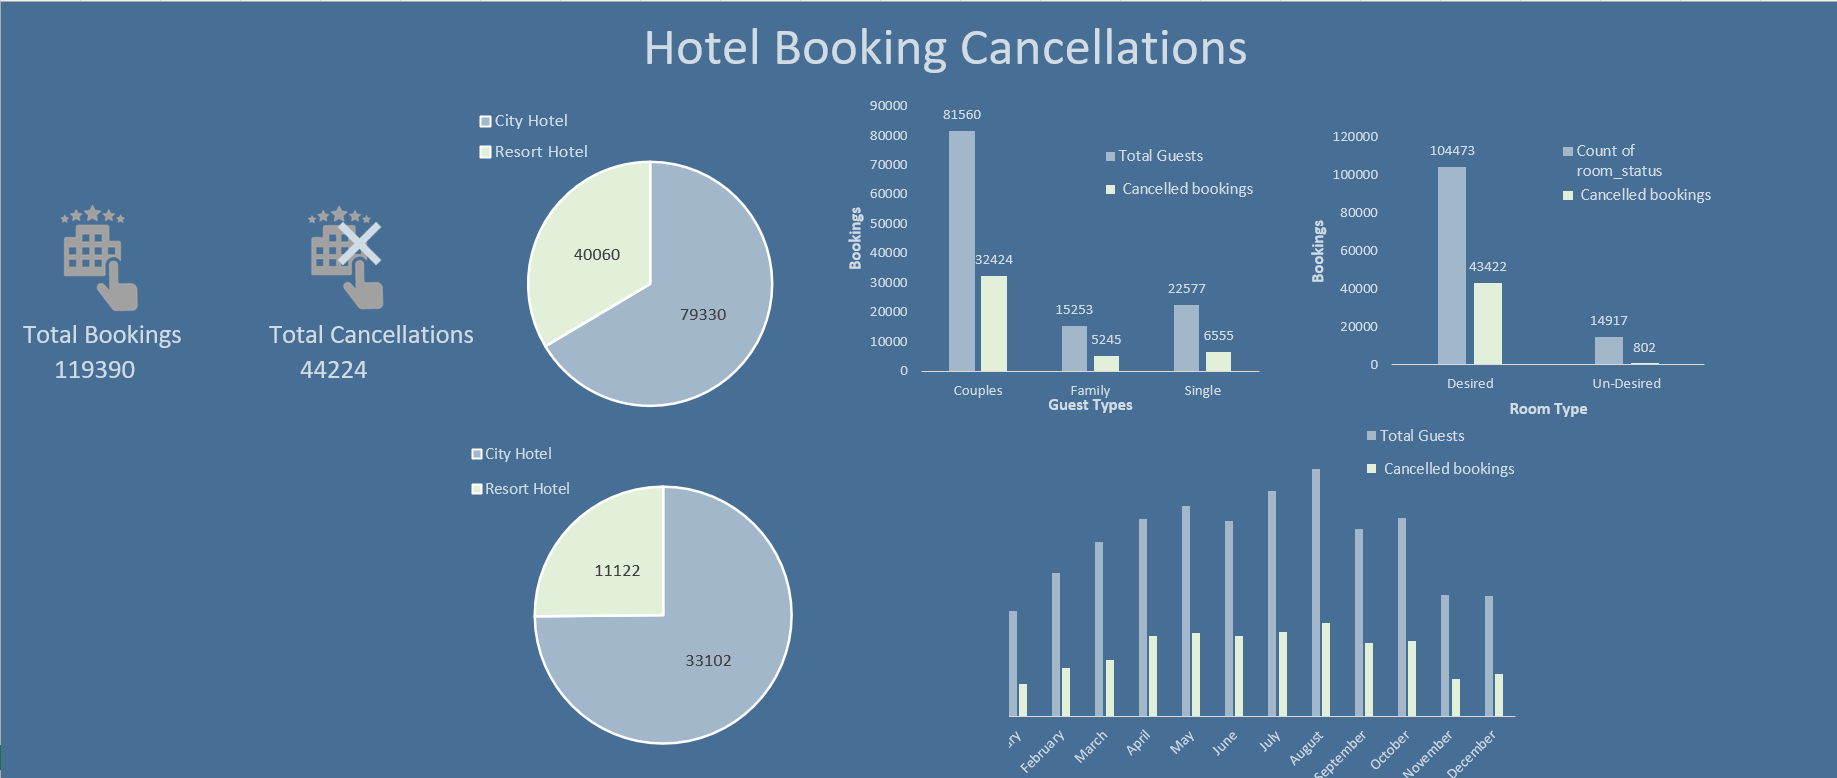 Hotel Booking Cancellations
Total Bookings
119390
Total Cancellations
44224
City Hotel
Resort Hotel
40060
79330
City Hotel
Resort Hotel
11122
33102
90000
80000
70000
60000
50000
40000
30000
20000
10000
0
Bookings
81560
32424
15253
5245
22577
6555
Total Guests
Cancelled bookings
Couples
Family
Single
Guest Types
120000
100000
80000
60000
40000
20000
0
Bookings
104473
43422
14917
802
Count of
room_status
Cancelled bookings
Desired
Un-Desired
Room Type
Total Guests
Cancelled bookings
February
March
April
May
June
July
August
September
October
November
December